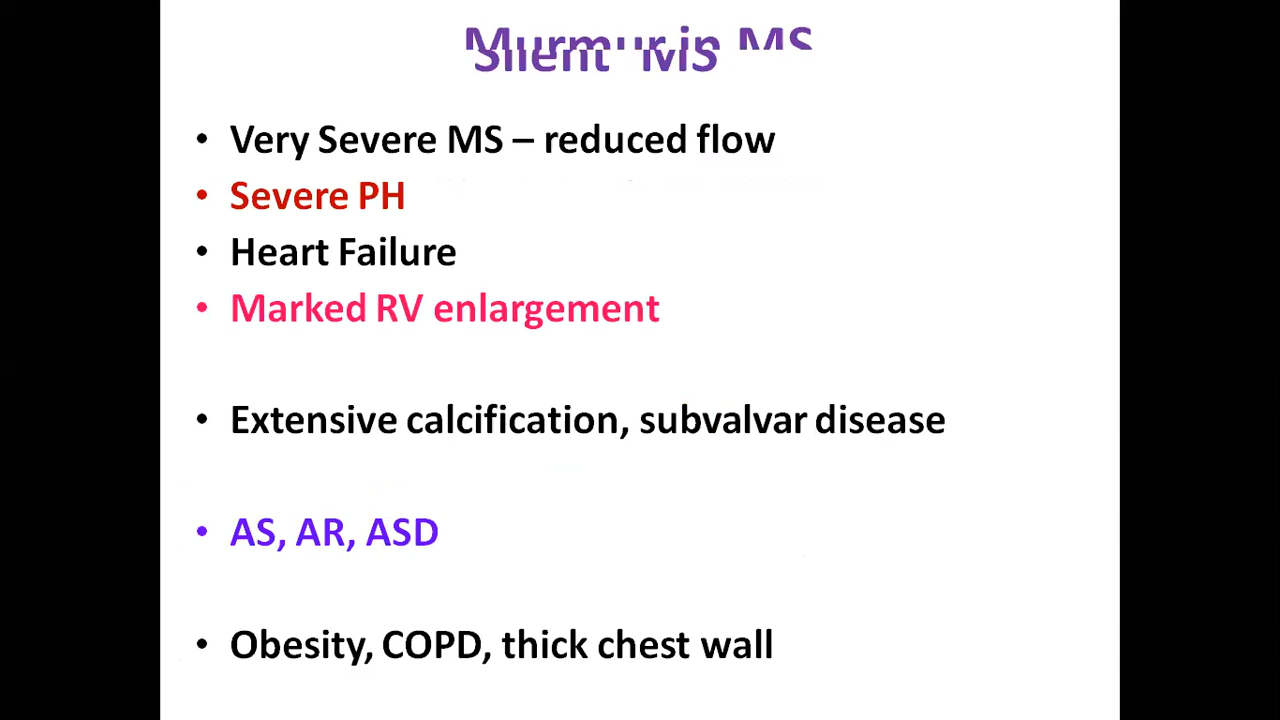 Murmur in MS
Silent MS
• Very Severe MS – reduced flow
• Severe PH
• Heart Failure
• Marked RV enlargement
• Extensive calcification, subvalvar disease
• AS, AR, ASD
• Obesity, COPD, thick chest wall